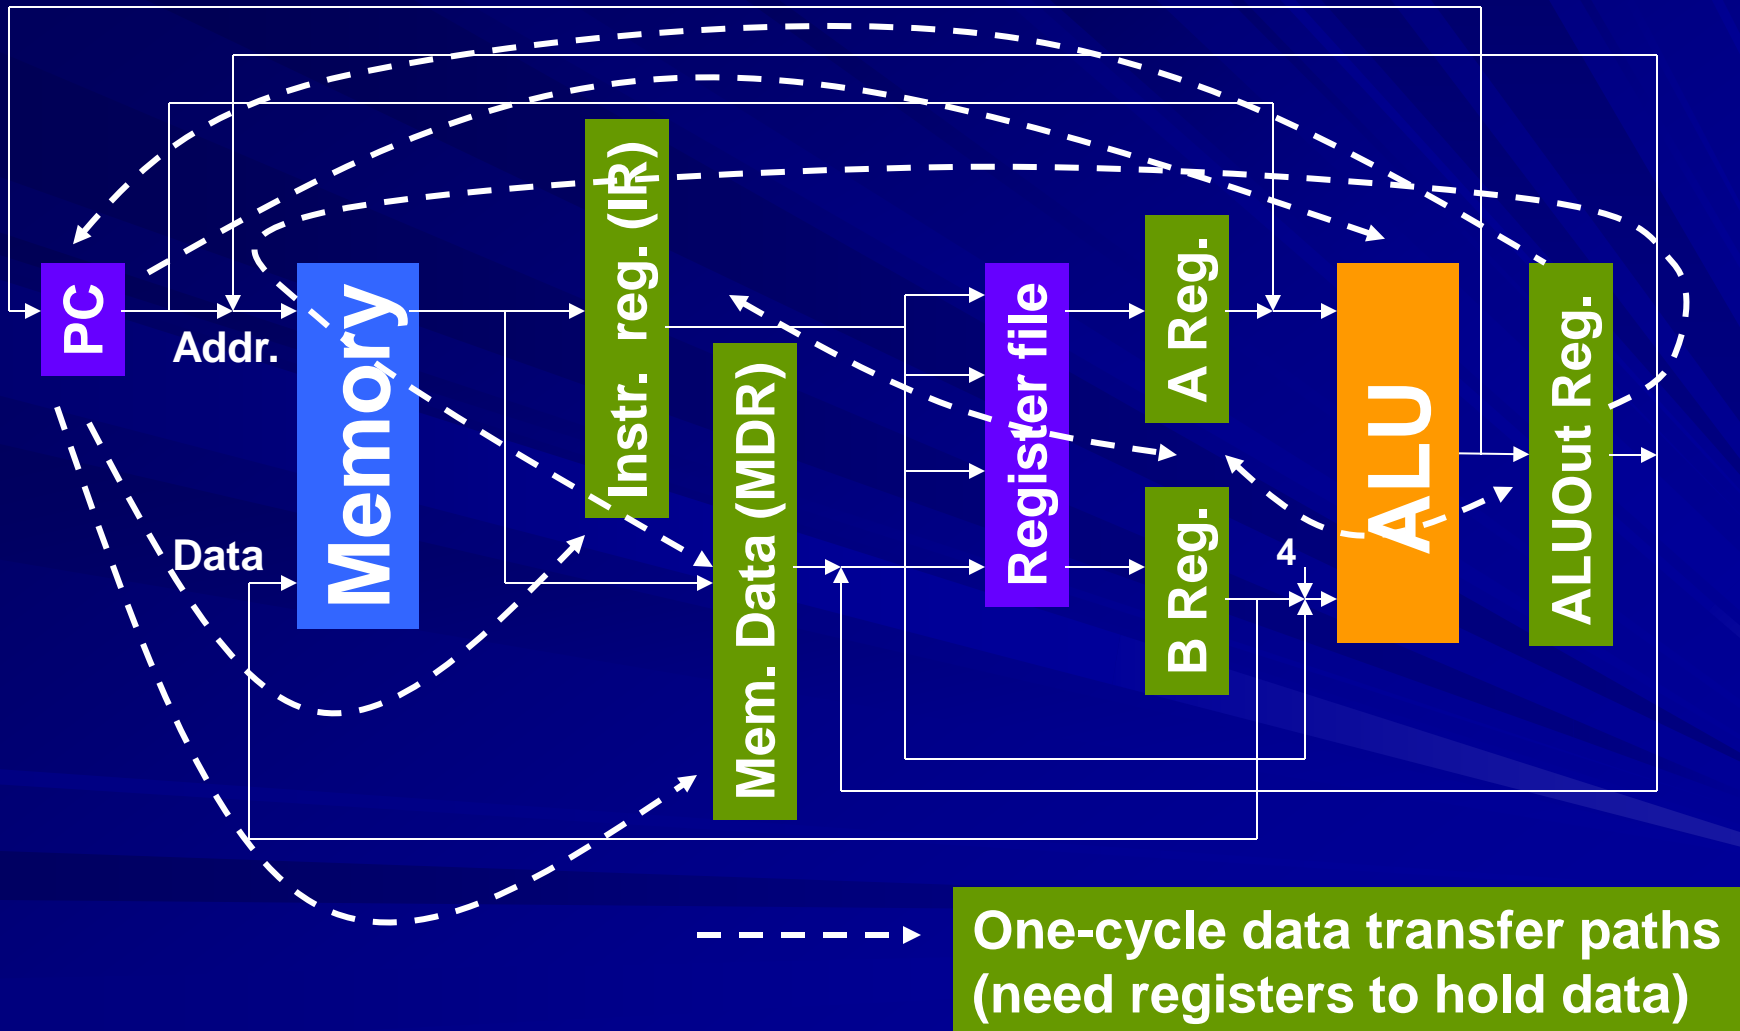 PC
Addr.
Data
Memory
Instr. reg. (IR)
Mem. Data (MDR)
Register file
A Reg.
B Reg.
4
ALU
ALUOut Reg.
One-cycle data transfer paths
(need registers to hold data)